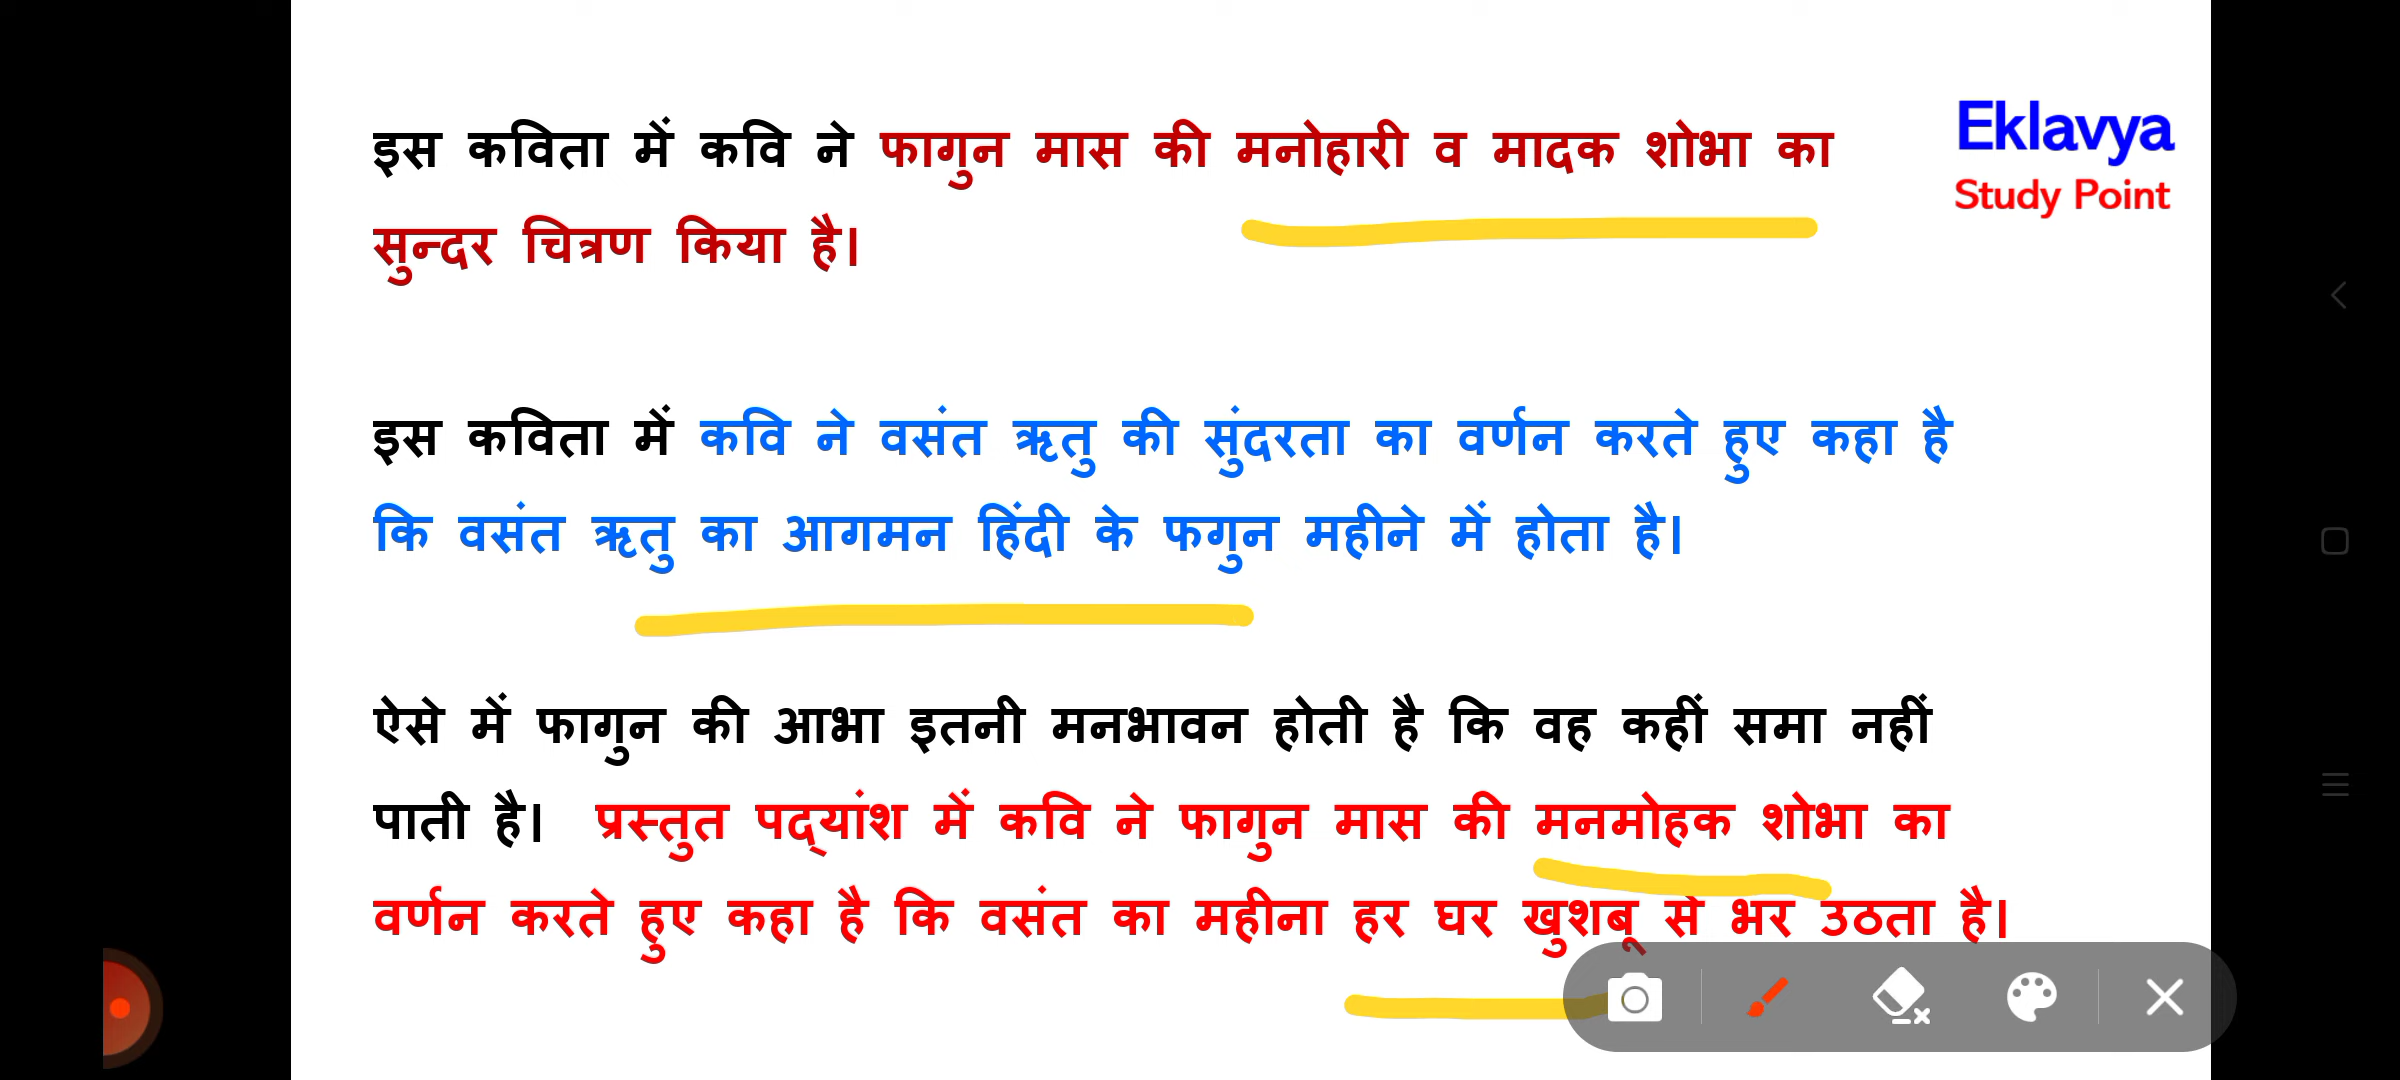 इस कविता में कवि ने फागुन मास की मनोहारी व मादक शोभा का
सुन्दर चित्रण किया है।
Eklavya
Study Point
इस कविता में कवि ने वसंत ऋतु की सुंदरता का वर्णन करते हुए कहा है
कि वसंत ऋतु का आगमन हिंदी के फगुन महीने में होता है।
ऐसे में फागुन की आभा इतनी मनभावन होती है कि वह कहीं समा नहीं
पाती है। प्रस्तुत पद्‌यांश में कवि ने फागुन मास की मनमोहक शोभा का
वर्णन करते हुए कहा है कि वसंत का महीना हर घर खुशबू से भर उठता है।